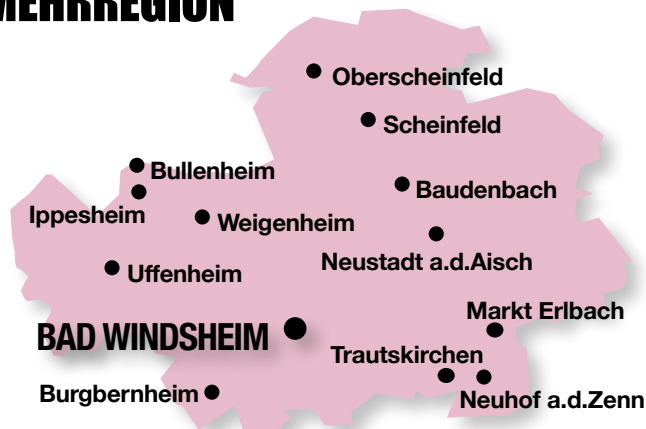 MEHRREGION
Oberscheinfeld
Scheinfeld
Bullenheim
Baudenbach
Ippesheim
Weigenheim
Neustadt a.d.Aisch
Uffenheim
Markt Erlbach
BAD WINDSHEIM
Trautskirchen
Burgbernheim
Neuhof a.d.Zenn